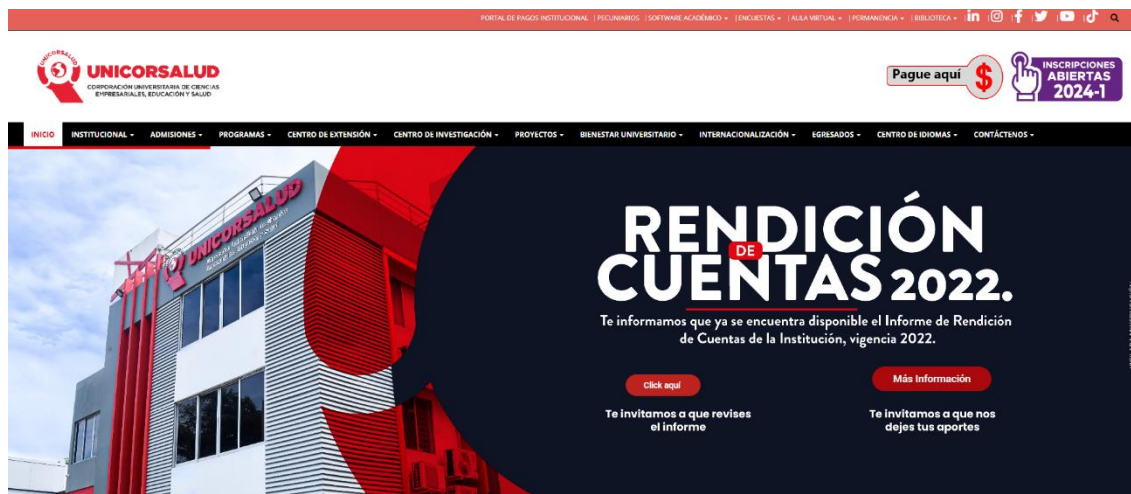 PORTAL DE PAGOS INSTITUCIONAL | PECUNIARIOS | SOFTWARE ACADÉMICO | ENCUESTAS | AULA VIRTUAL | PERMANENCIA | BIBLIOTECA
UNICORSALUD
UNICORSALUD
CORPORACIÓN UNIVERSITARIA DE CIENCIAS
EMPRESARIALES, EDUCACIÓN Y SALUD
Pague aquí $
INSCRIPCIONES
ABIERTAS
2024-1
INICIO INSTITUCIONAL ADMISIONES PROGRAMAS CENTRO DE EXTENSIÓN CENTRO DE INVESTIGACIÓN PROYECTOS BIENESTAR UNIVERSITARIO INTERNACIONALIZACIÓN EGRESADOS CENTRO DE IDIOMAS CONTÁCTENOS
UNICORSALUD
RENDICIÓN
DE
CUENTAS 2022.
Te informamos que ya se encuentra disponible el Informe de Rendición
de Cuentas de la Institución, vigencia 2022.
Click aquí
Más Información
Te invitamos a que revises
el informe
Te invitamos a que nos
dejes tus aportes